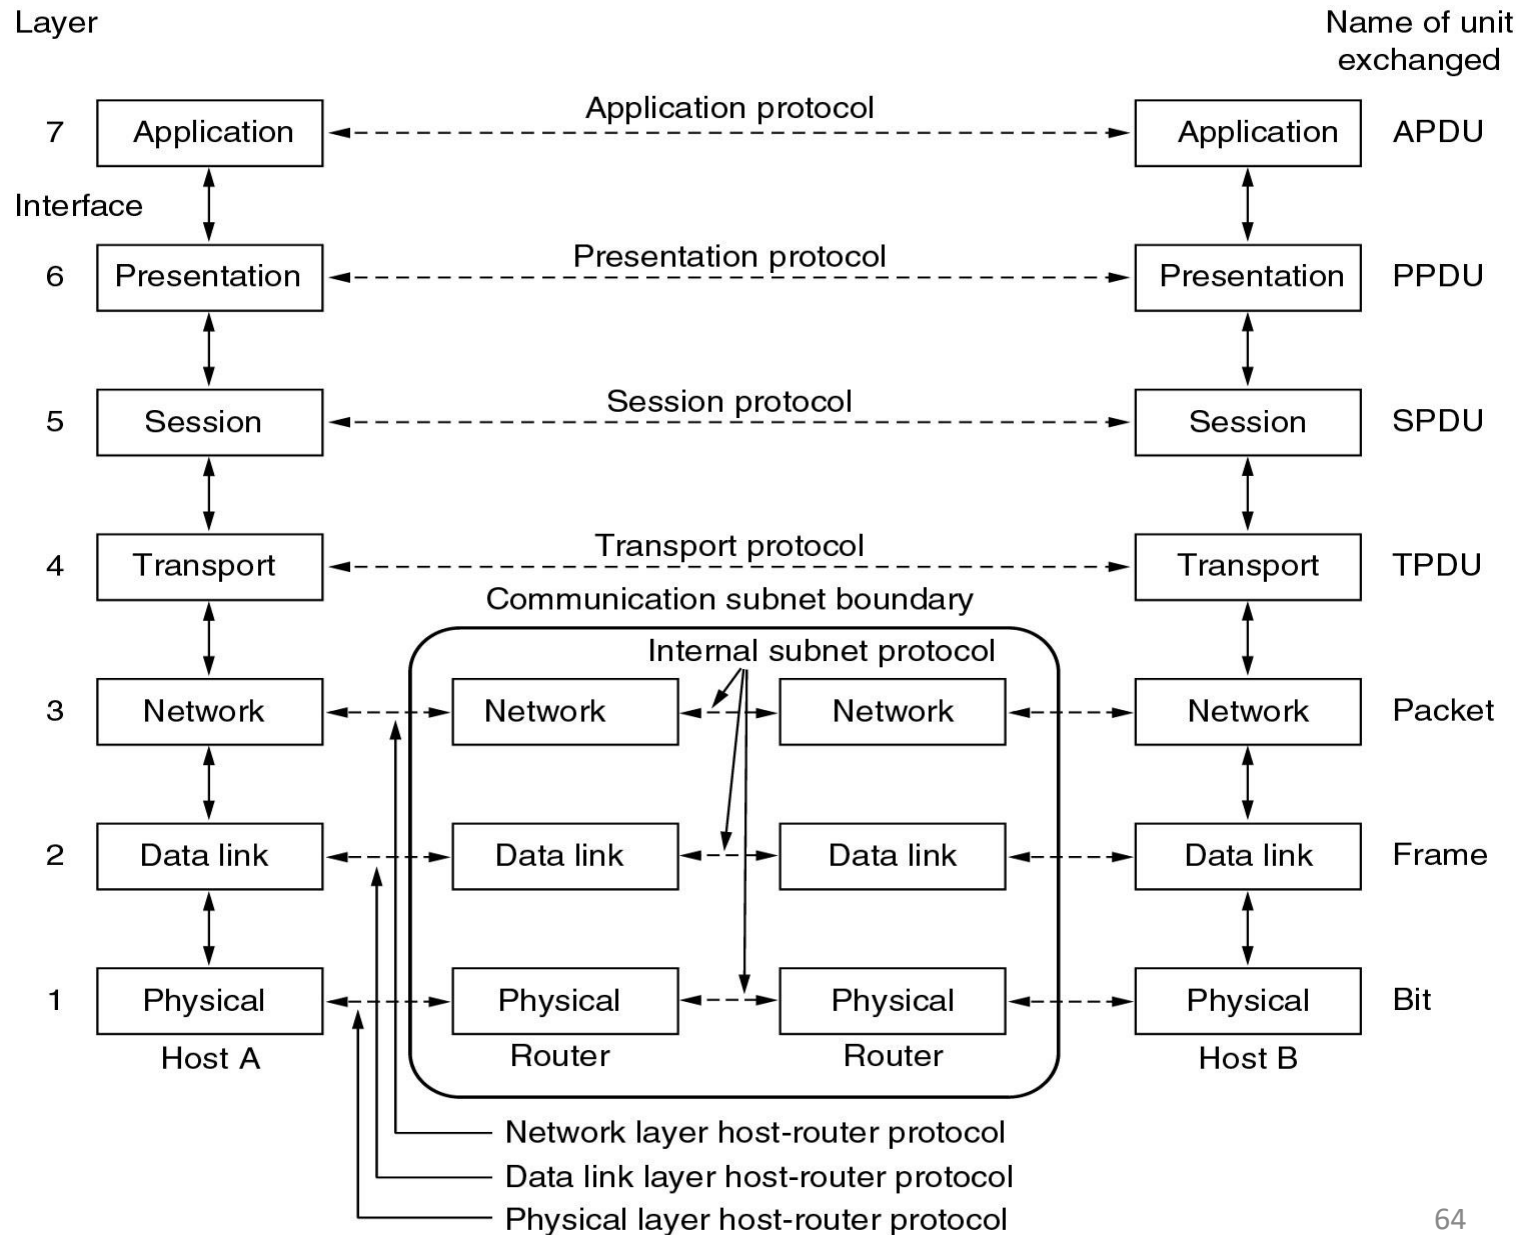 Layer
Name of unit
exchanged
Application protocol
7 Application Application APDU
Interface
Presentation protocol
6 Presentation Presentation PPDU
Session protocol
5 Session Session SPDU
Transport protocol
4 Transport Transport TPDU
Communication subnet boundary
Internal subnet protocol
3 Network Network Network Network Packet
2 Data link Data link Data link Data link Frame
1 Physical Physical Physical Physical Bit
Host A Router Router Host B
Network layer host-router protocol
Data link layer host-router protocol
Physical layer host-router protocol
64